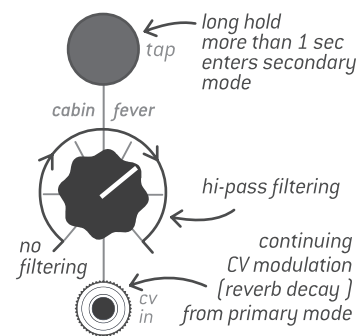 long hold
more than 1 sec
enters secondary
mode
tap
cabin fever
hi-pass filtering
no
filtering
continuing
CV modulation
(reverb decay )
from primary mode
cv
in